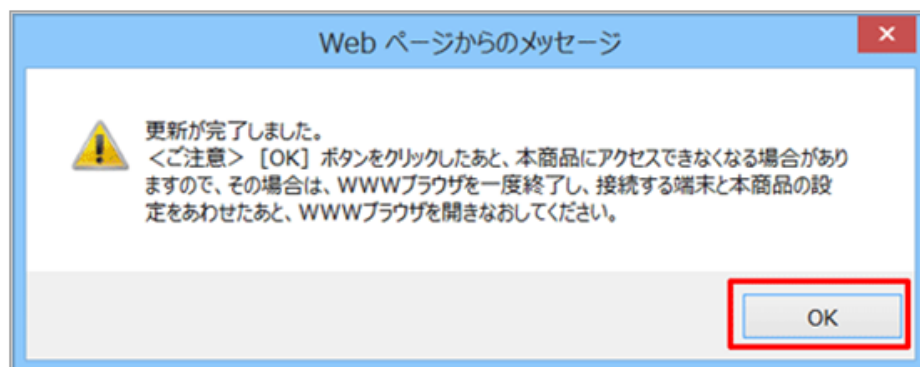 Web ページからのメッセージ
更新が完了しました。
<ご注意> [OK] ボタンをクリックしたあと、本商品にアクセスできなくなる場合があり
ますので、その場合は、WWWブラウザを一度終了し、接続する端末と本商品の設
定をあわせたあと、WWWブラウザを開きなおしてください。
OK